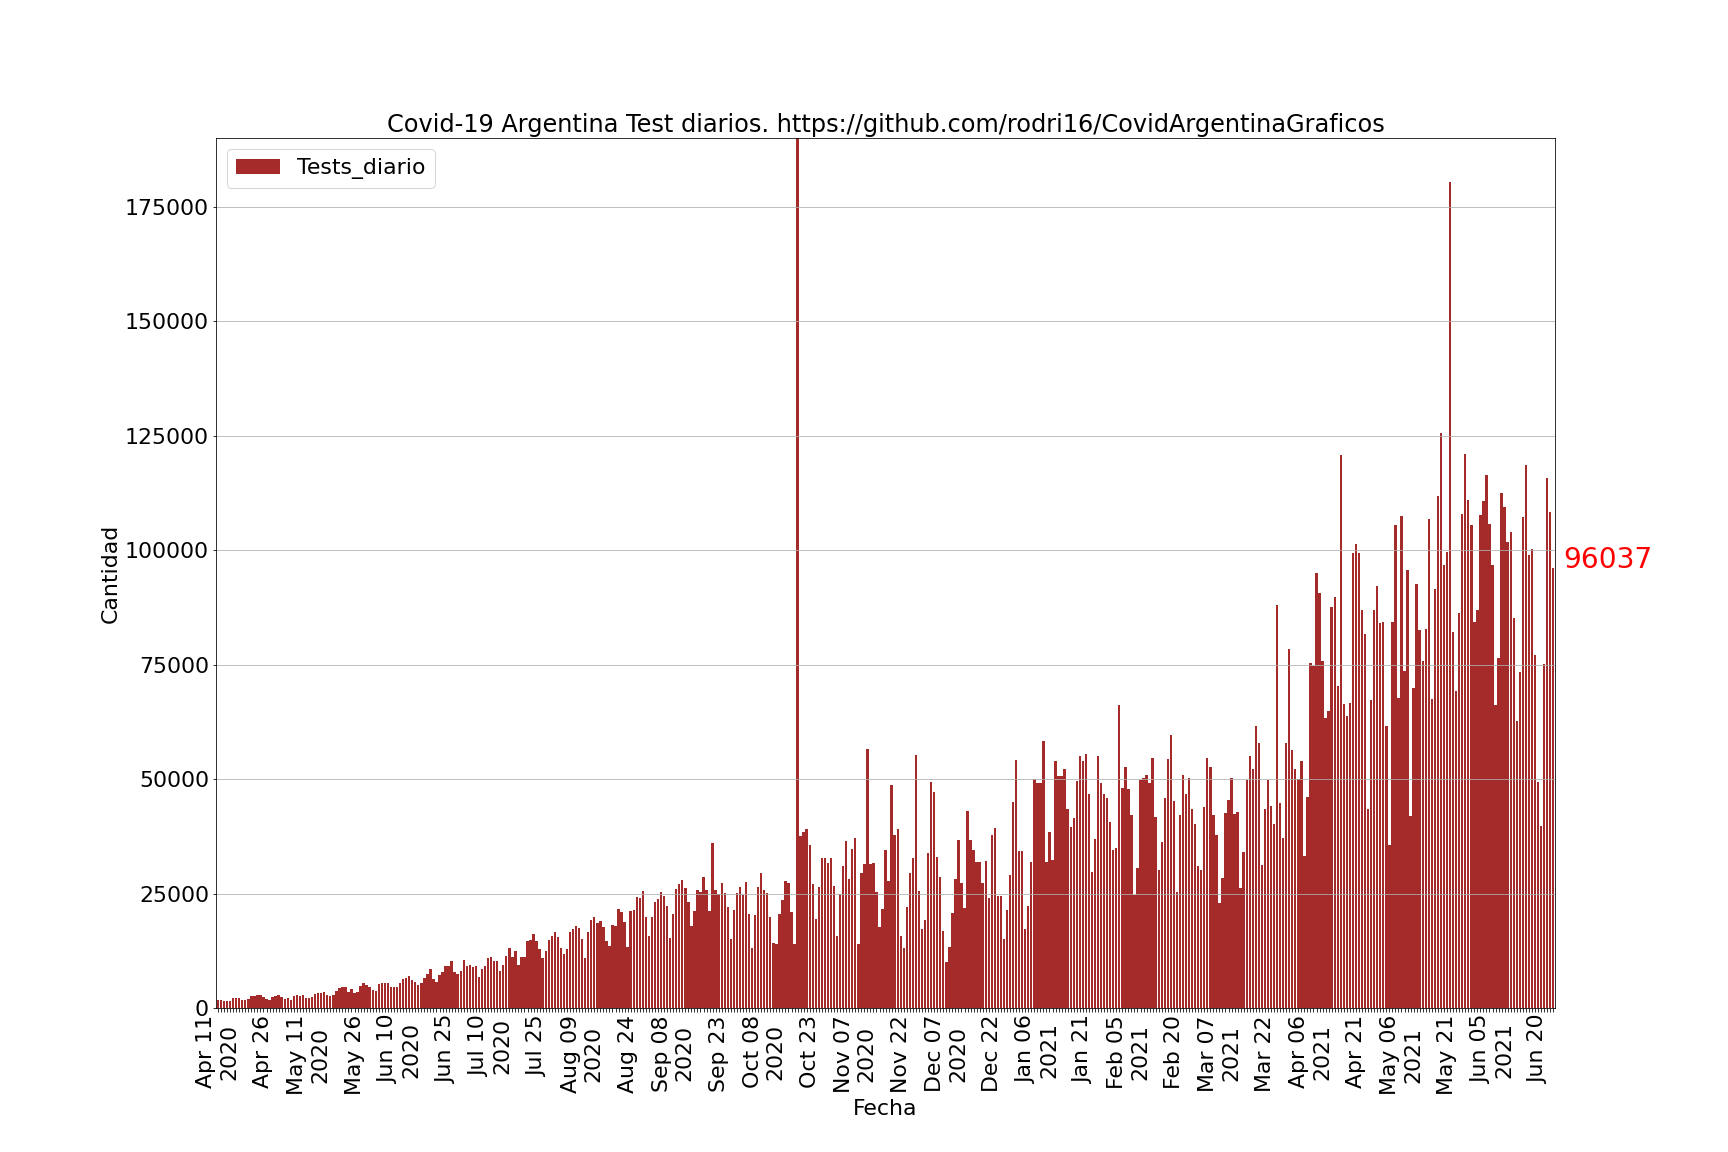 Covid-19 Argentina Test diarios. https://github.com/rodri16/CovidArgentinaGraficos
Tests_diario
175000
150000
125000
100000
75000
50000
25000
0
Cantidad
96037
Apr 11
2020
Apr 26
May 11
2020
May 26
Jun 10
2020
Jun 25
Jul 10
2020
Jul 25
Aug 09
2020
Aug 24
Sep 08
2020
Sep 23
Oct 08
2020
Oct 23
Nov 07
2020
Nov 22
Dec 07
2020
Dec 22
Jan 06
2021
Jan 21
Feb 05
2021
Feb 20
Mar 07
2021
Mar 22
Apr 06
2021
Apr 21
May 06
2021
May 21
Jun 05
2021
Jun 20
Fecha